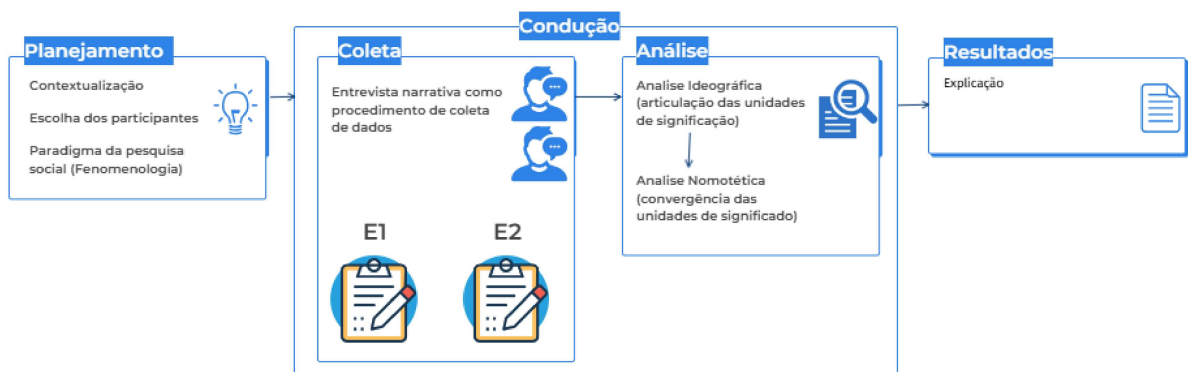 Condução
Planejamento
Contextualização
Escolha dos participantes
Paradigma da pesquisa
social (Fenomenologia)
Coleta
Entrevista narrativa como
procedimento de coleta
de dados
E1
E2
Análise
Analise Ideográfica
(articulação das unidades
de significação)
Analise Nomotética
(convergência das
unidades de significado)
Resultados
Explicação